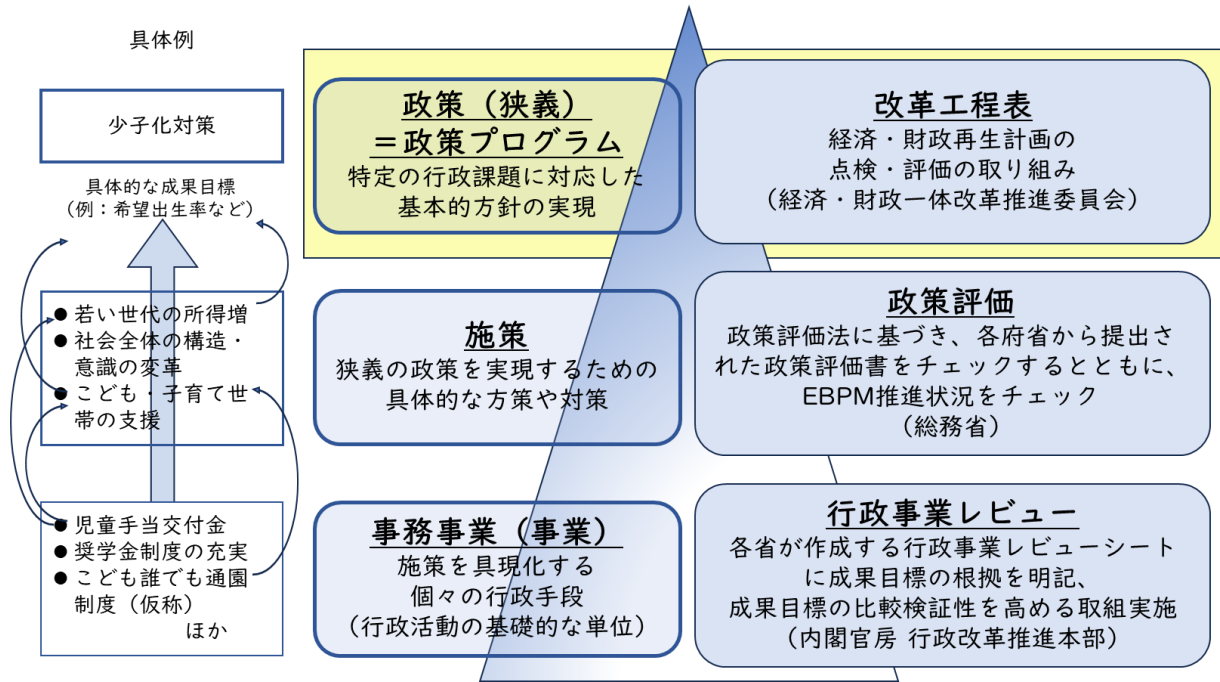 具体例
少子化対策
具体的な成果目標
（例：希望出生率など）
● 若い世代の所得増
● 社会全体の構造・
意識の変革
● こども・子育て世
帯の支援
● 児童手当交付金
● 奨学金制度の充実
● こども誰でも通園
制度（仮称）
ほか
政策（狭義）
＝政策プログラム
特定の行政課題に対応した
基本的方針の実現
改革工程表
経済・財政再生計画の
点検・評価の取り組み
（経済・財政一体改革推進委員会）
施策
狭義の政策を実現するための
具体的な方策や対策
政策評価
政策評価法に基づき、各府省から提出さ
れた政策評価書をチェックするとともに、
EBPM推進状況をチェック
（総務省）
事務事業（事業）
施策を具現化する
個々の行政手段
（行政活動の基礎的な単位）
行政事業レビュー
各省が作成する行政事業レビューシート
に成果目標の根拠を明記、
成果目標の比較検証性を高める取組実施
（内閣官房 行政改革推進本部）